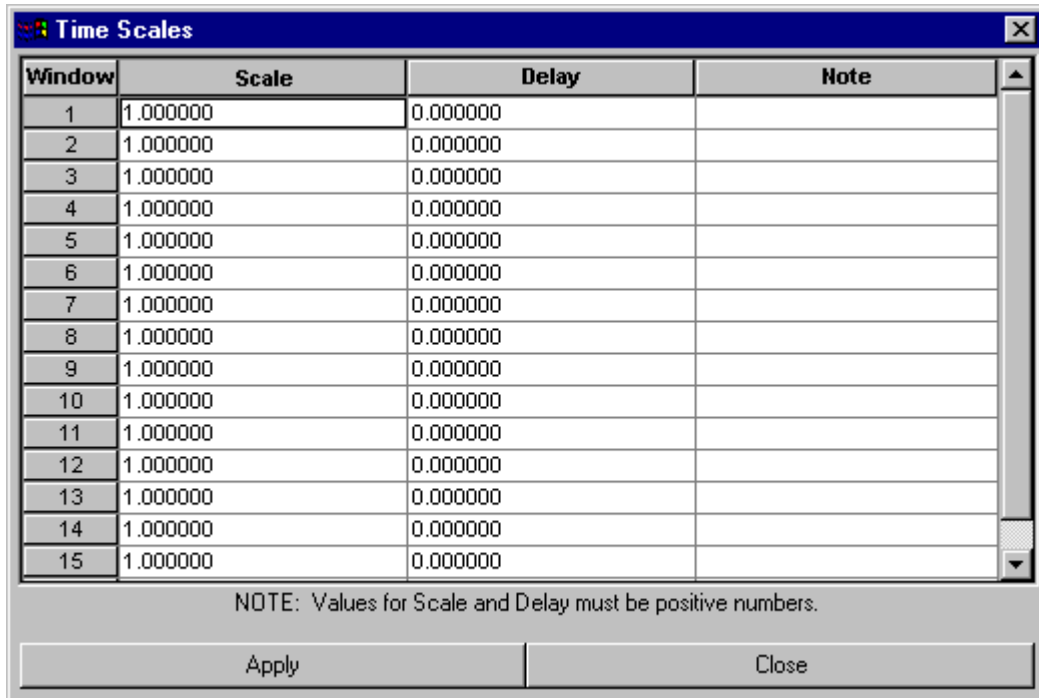 Time Scales
Window Scale Delay Note
1 1.000000 0.000000
2 1.000000 0.000000
3 1.000000 0.000000
4 1.000000 0.000000
5 1.000000 0.000000
6 1.000000 0.000000
7 1.000000 0.000000
8 1.000000 0.000000
9 1.000000 0.000000
10 1.000000 0.000000
11 1.000000 0.000000
12 1.000000 0.000000
13 1.000000 0.000000
14 1.000000 0.000000
15 1.000000 0.000000
NOTE: Values for Scale and Delay must be positive numbers.
Apply Close